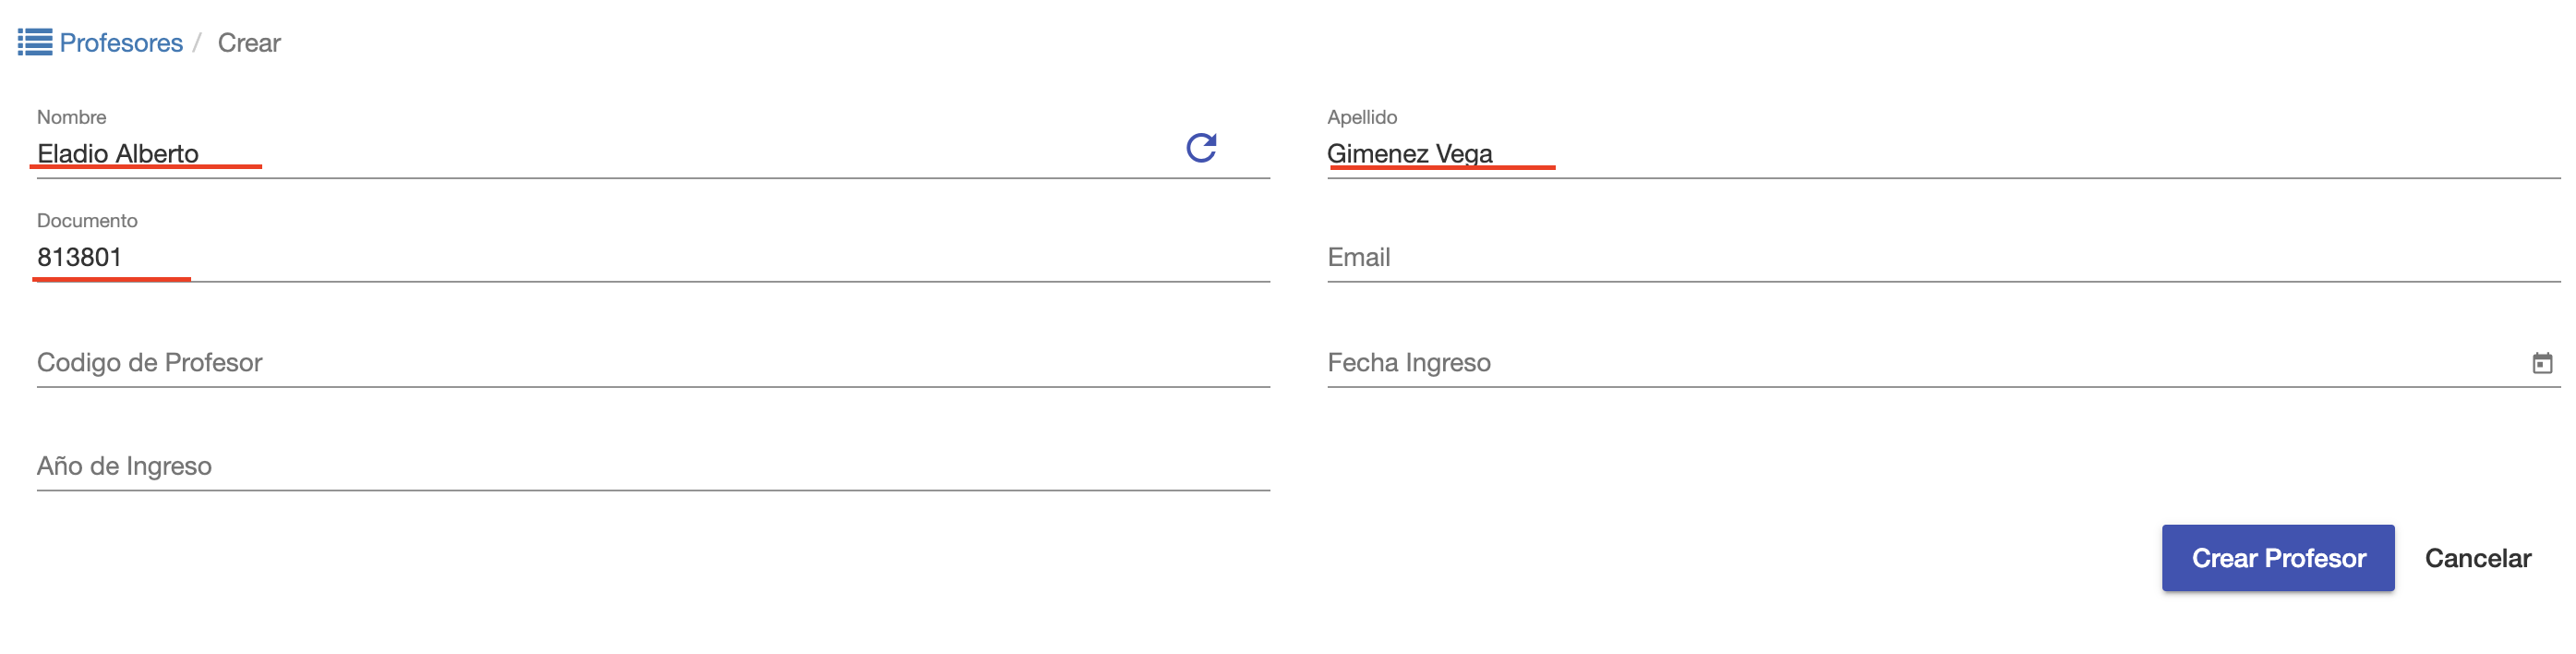 Profesores / Crear
Nombre Apellido
Eladio Alberto Gimenez Vega
Documento
813801 Email
Codigo de Profesor Fecha Ingreso
Año de Ingreso
Crear Profesor Cancelar